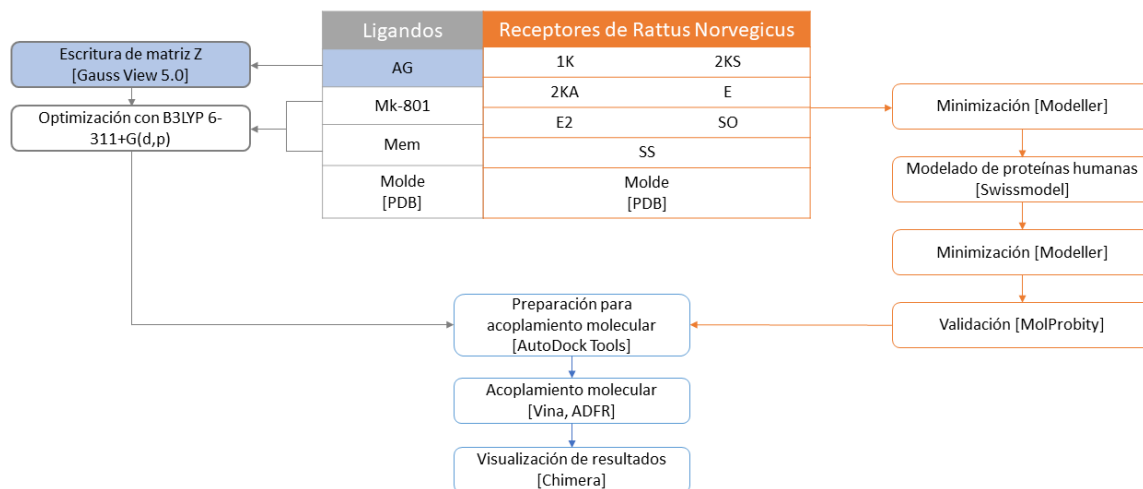 Ligandos
Receptores de Rattus Norvegicus
Escritura de matriz Z
[Gauss View 5.0]
AG
1K
2KS
2KA
E
Mk-801
Optimización con B3LYP 6-
311+G(d,p)
E2
SO
Mem
SS
Molde
[PDB]
Molde
[PDB]
Minimización [Modeller]
Modelado de proteínas humanas
[Swissmodel]
Minimización [Modeller]
Validación [MolProbity]
Preparación para
acoplamiento molecular
[AutoDock Tools]
Acoplamiento molecular
[Vina, ADFR]
Visualización de resultados
[Chimera]